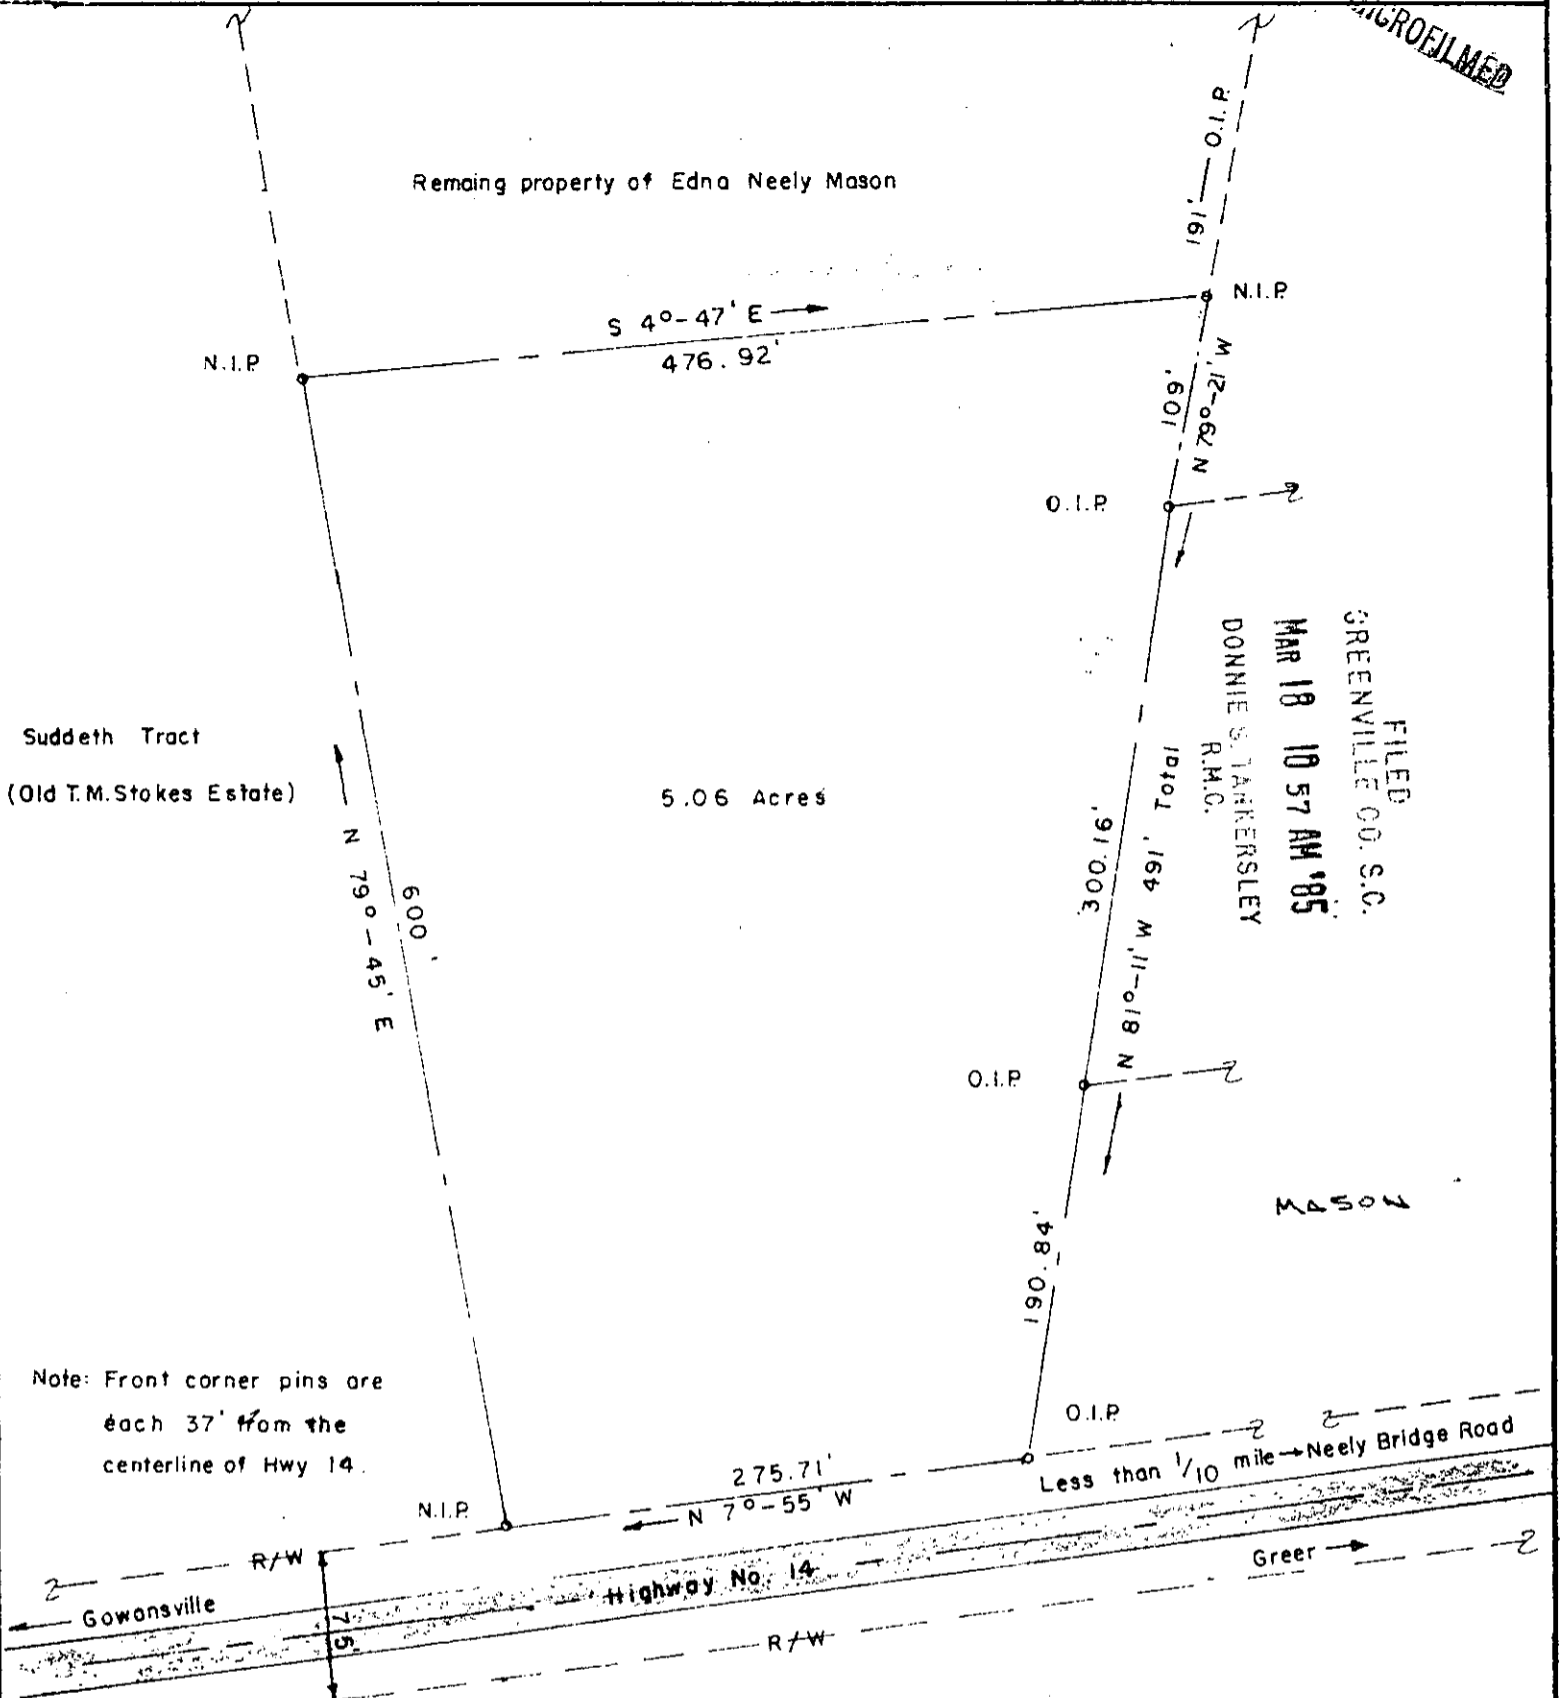 MICROFILMED
191' O.I.P.
Remaing property of Edna Neely Mason
N.I.P.
S 4°-47' E
476.92'
N.I.P.
109'
N 79°-21' W
O.I.P.
FILED
GREENVILLE CO. S.C.
MAR 18 10 57 AM '85
DONNIE S. TANKERSLEY
R.M.C.
Suddeth Tract
(Old T.M.Stokes Estate)
5.06 Acres
N 79°-45' E
600'
300.16'
N 81°-11' W 491' Total
O.I.P.
MASON
190.84'
Note: Front corner pins are
each 37' from the
centerline of Hwy 14.
O.I.P.
N.I.P.
275.71'
N 7°-55' W
Less than 1/10 mile Neely Bridge Road
R/W
Gowansville
Highway No. 14
Greer
75'
R/W